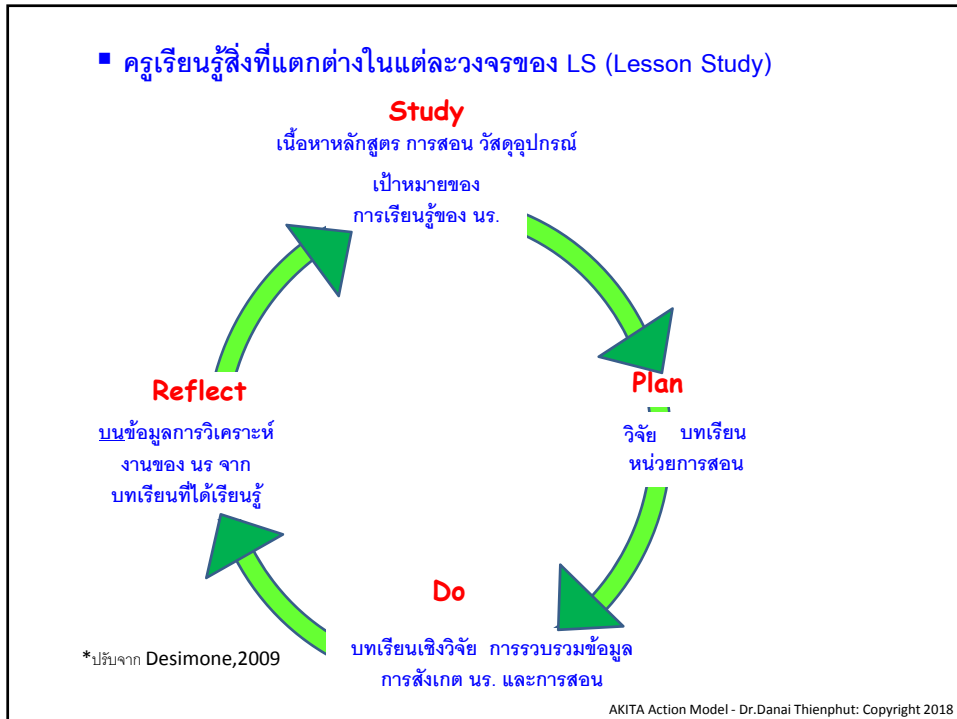 ▪ ครูเรียนรู้สิ่งที่แตกต่างในแต่ละวงจรของ LS (Lesson Study)
Study
เนื้อหาหลักสูตร การสอน วัสดุอุปกรณ์
เป้าหมายของ
การเรียนรู้ของ นร.
Plan
วิจัย บทเรียน
หน่วยการสอน
Do
บทเรียนเชิงวิจัย การรวบรวมข้อมูล
การสังเกต นร. และการสอน
Reflect
บนข้อมูลการวิเคราะห์
งานของ นร จาก
บทเรียนที่ได้เรียนรู้
*ปรับจาก Desimone,2009
AKITA Action Model - Dr.Danai Thienphut: Copyright 2018